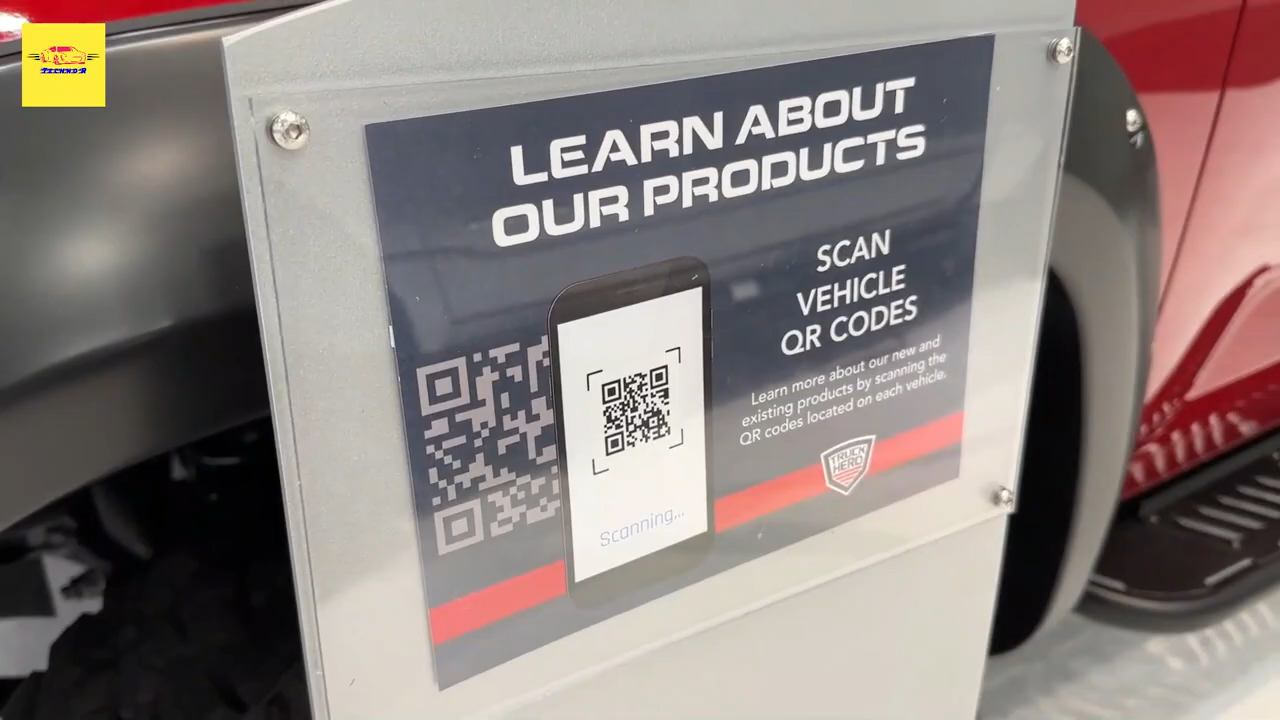 LEARN ABOUT
OUR PRODUCTS
SCAN
VEHICLE
QR CODES
Learn more about our new and
existing products by scanning the
QR codes located on each vehicle.
TRUCK
HERO
Scanning...